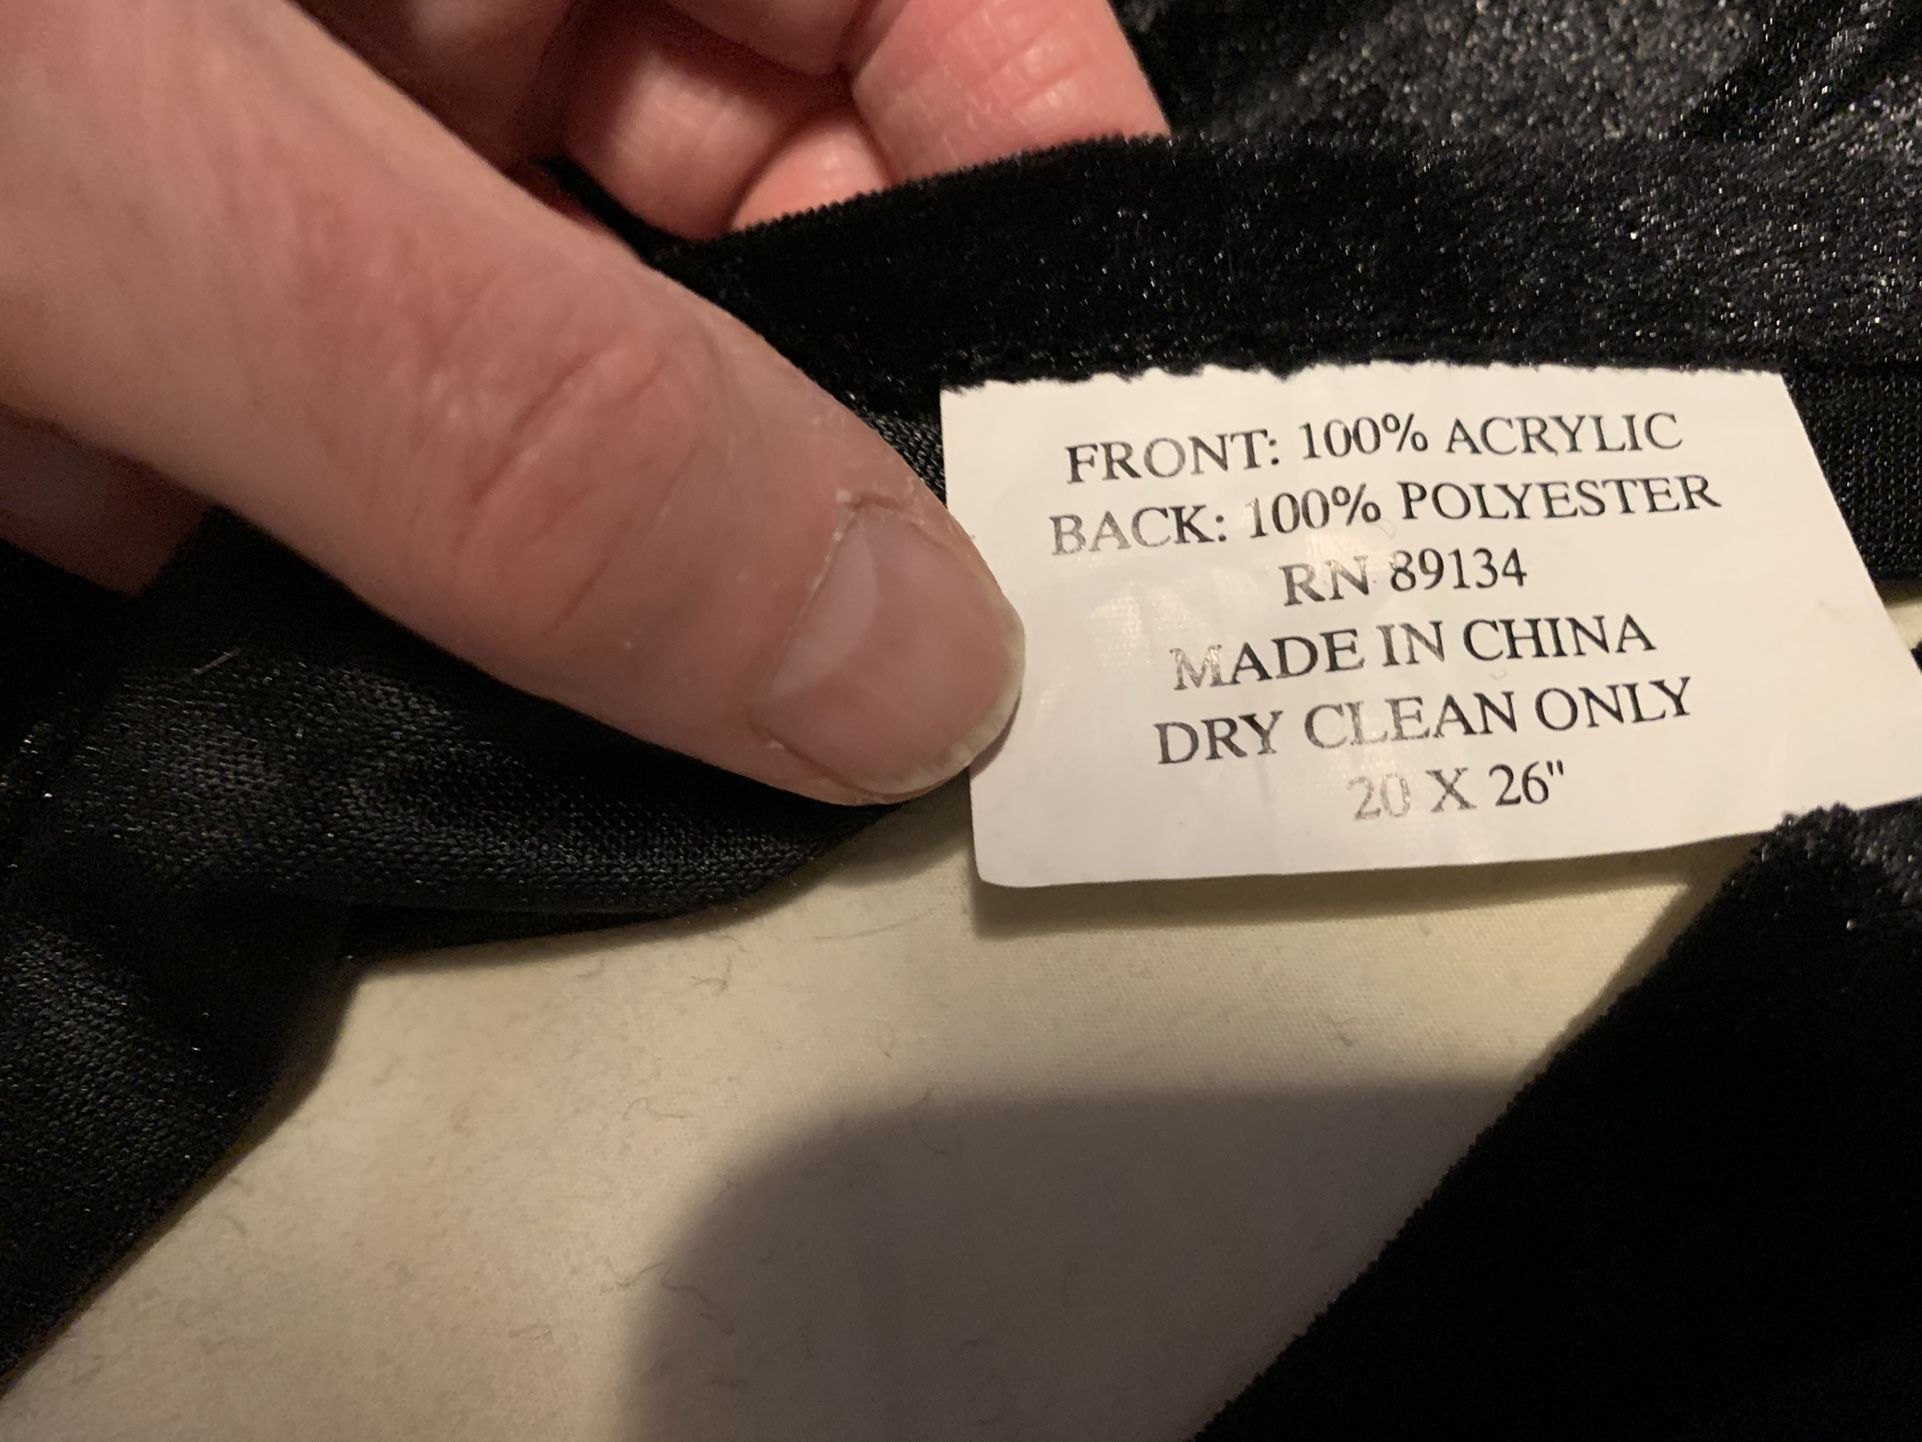 FRONT: 100% ACRYLIC
BACK: 100% POLYESTER
RN 89134
MADE IN CHINA
DRY CLEAN ONLY
20 X 26"